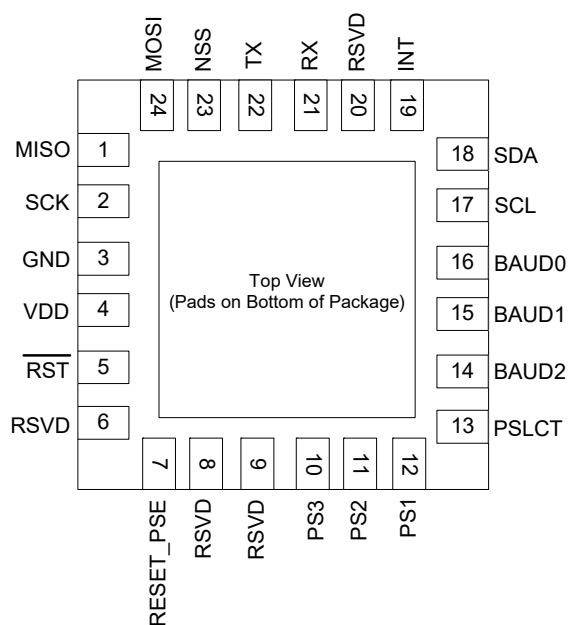 MOSI
NSS
TX
RX
RSVD
INT
24
23
22
21
20
19
MISO 1
SCK 2
GND 3
VDD 4
RST 5
RSVD 6
18 SDA
17 SCL
16 BAUD0
15 BAUD1
14 BAUD2
13 PSLCT
Top View
(Pads on Bottom of Package)
7
8
9
10
11
12
RESET_PSE
RSVD
RSVD
PS3
PS2
PS1